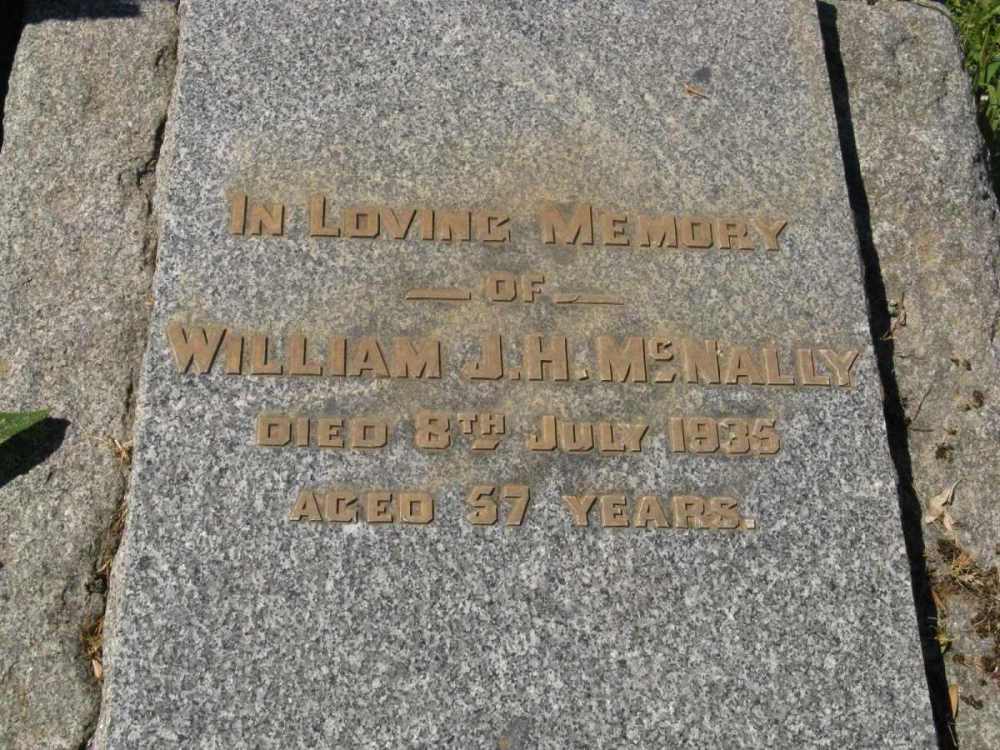 IN LOVING MEMORY
OF
WILLIAM J.H. McNALLY
DIED 8TH JULY 1935
AGED 57 YEARS.